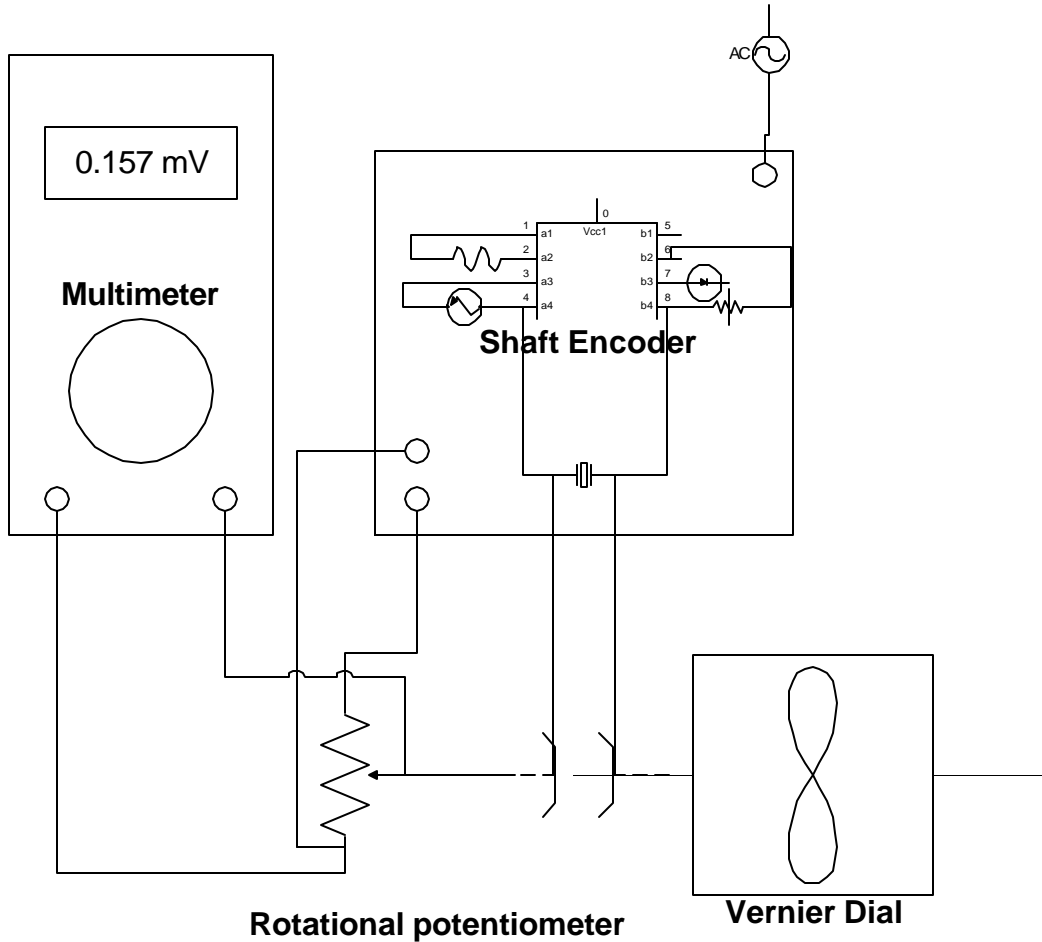 AC
0.157 mV
0
Vcc1
1 a1 b1 5
2 a2 b2 6
3 a3 b3 7
4 a4 b4 8
Multimeter
Shaft Encoder
Rotational potentiometer
Vernier Dial